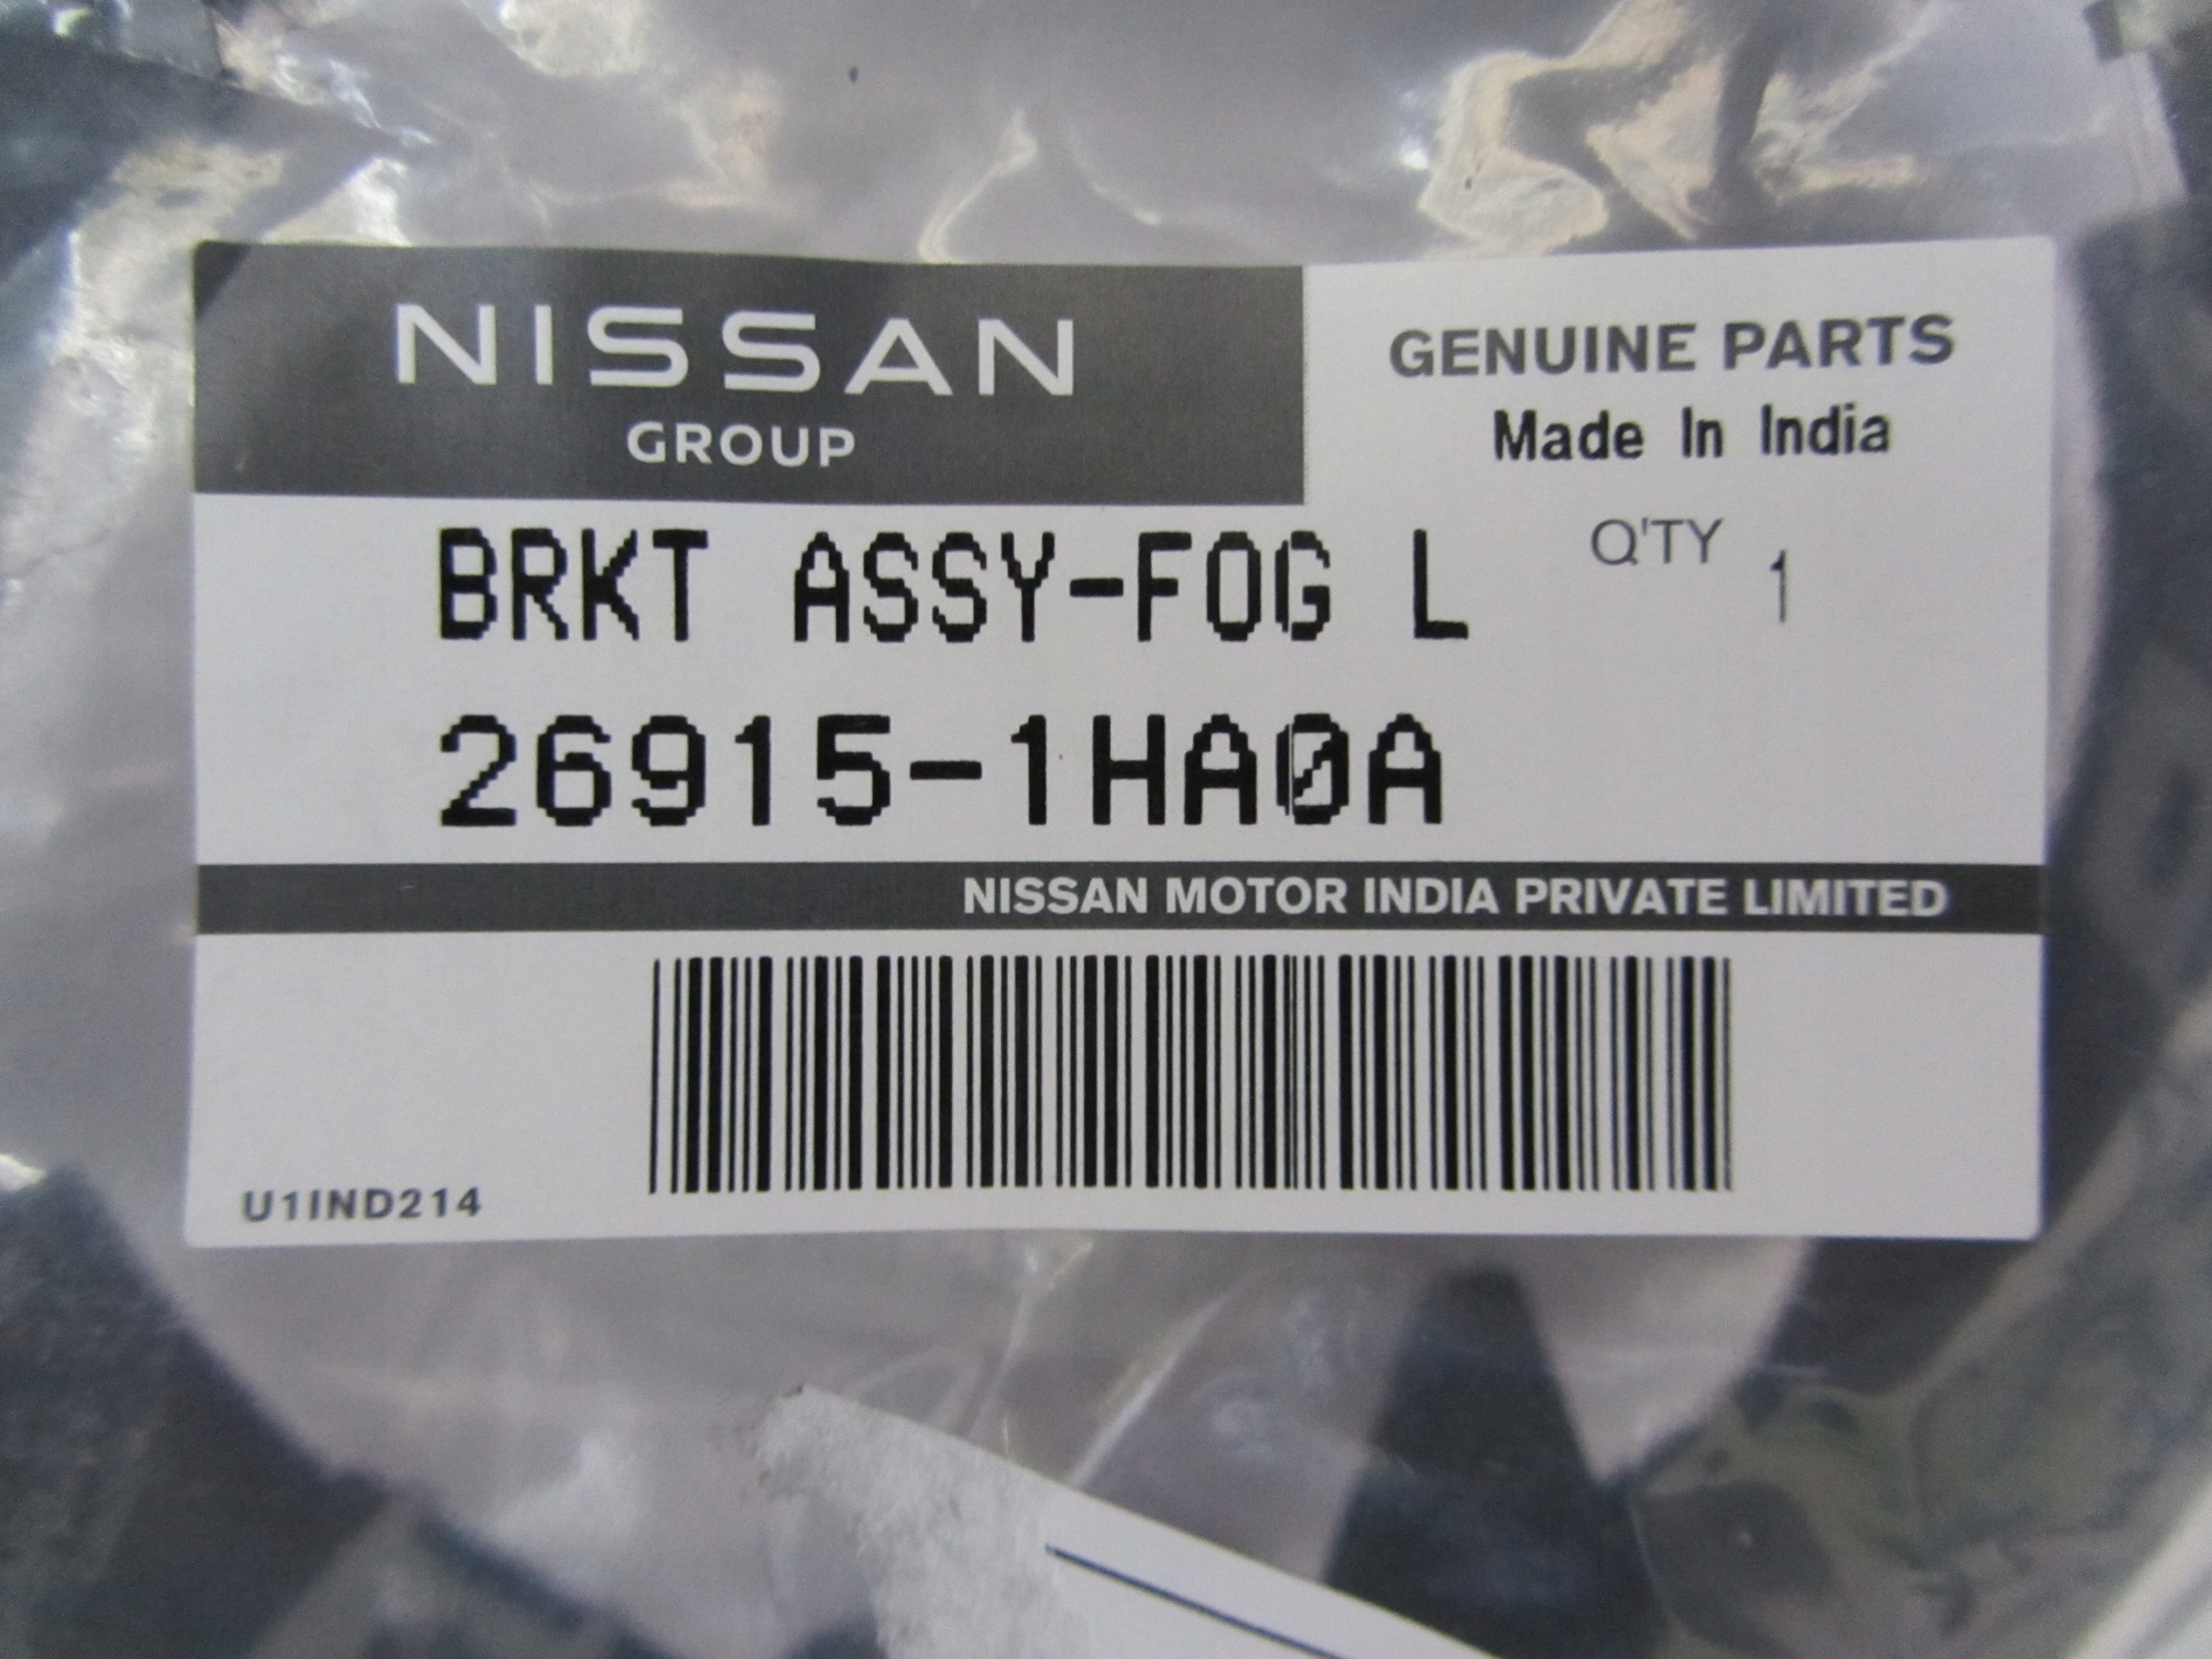 NISSAN
GROUP
GENUINE PARTS
Made In India
BRKT ASSY-FOG L
Q'TY 1
26915-1HA0A
NISSAN MOTOR INDIA PRIVATE LIMITED
U1IND214